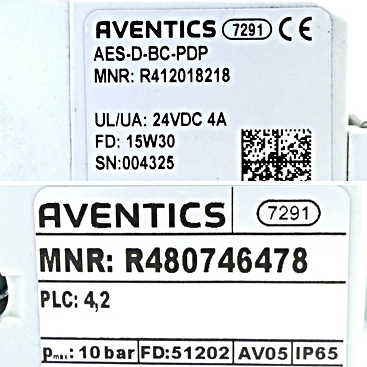 AVENTICS 7291 CE
AES-D-BC-PDP
MNR: R412018218
UL/UA: 24VDC 4A
FD: 15W30
SN:004325
AVENTICS 7291
MNR: R480746478
PLC: 4,2
pmax: 10 bar FD:51202 AV05 IP65